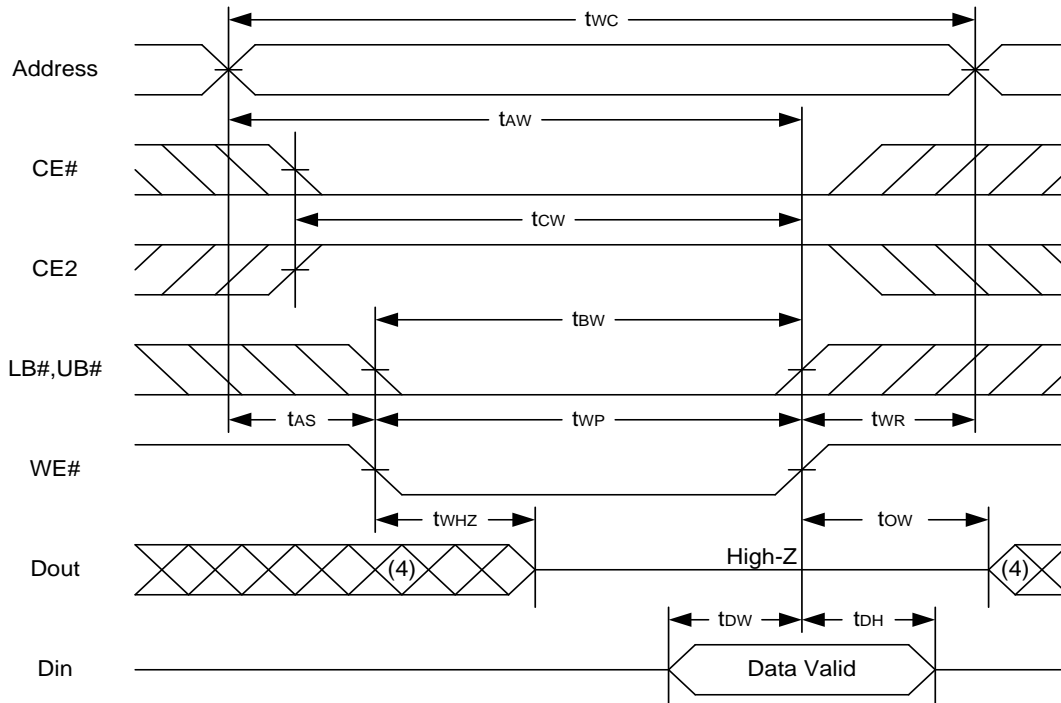 tWC
Address
tAW
CE#
tCW
CE2
tBW
LB#,UB#
tAS
tWP
tWR
WE#
tWHZ
tOW
Dout
(4)
High-Z
(4)
tDW
tDH
Din
Data Valid